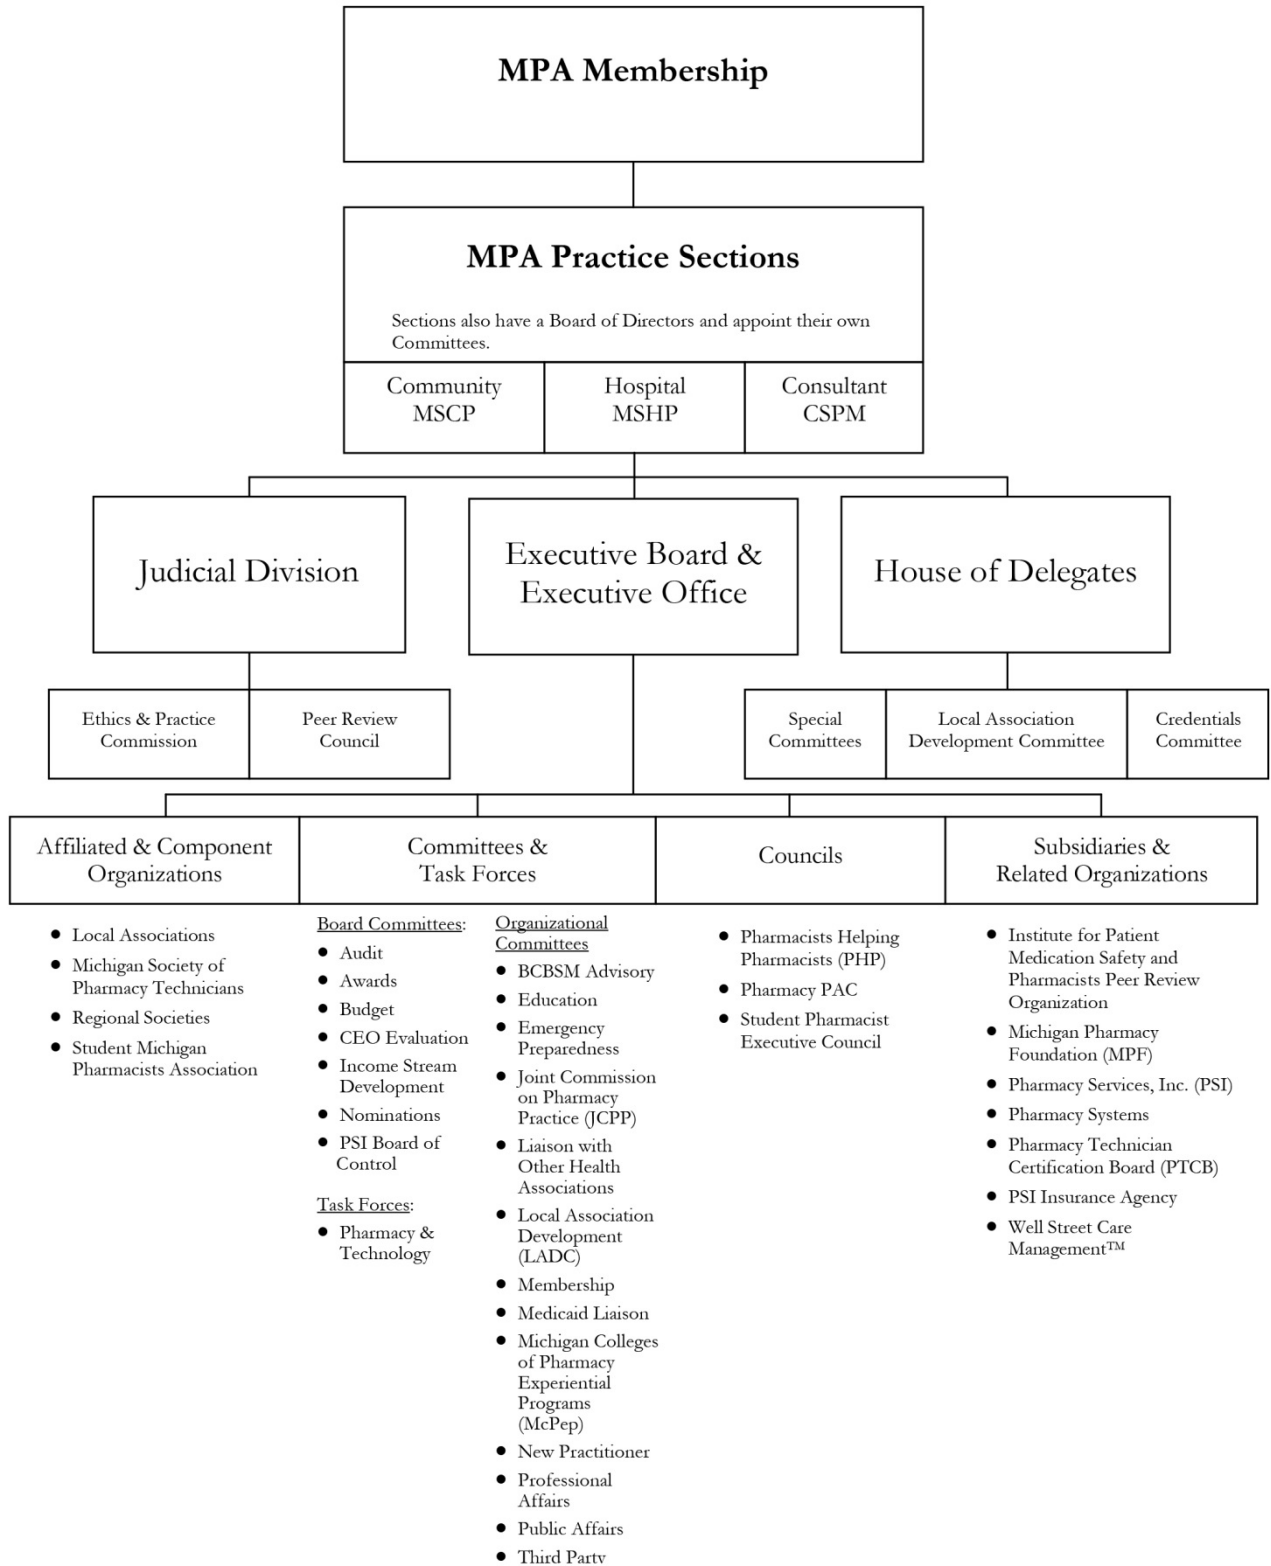 MPA Membership
MPA Practice Sections
Sections also have a Board of Directors and appoint their own
Committees.
Community
MSCP
Hospital
MSHP
Consultant
CSPM
Judicial Division
Executive Board &
Executive Office
House of Delegates
Ethics & Practice
Commission
Peer Review
Council
Special
Committees
Local Association
Development Committee
Credentials
Committee
Affiliated & Component
Organizations
Committees &
Task Forces
Councils
Subsidiaries &
Related Organizations
• Local Associations
• Michigan Society of
Pharmacy Technicians
• Regional Societies
• Student Michigan
Pharmacists Association
Board Committees:
• Audit
• Awards
• Budget
• CEO Evaluation
• Income Stream
Development
• Nominations
• PSI Board of
Control
Task Forces:
• Pharmacy &
Technology
Organizational
Committees
• BCBSM Advisory
• Education
• Emergency
Preparedness
• Joint Commission
on Pharmacy
Practice (JCPP)
• Liaison with
Other Health
Associations
• Local Association
Development
(LADC)
• Membership
• Medicaid Liaison
• Michigan Colleges
of Pharmacy
Experiential
Programs
(McPep)
• New Practitioner
• Professional
Affairs
• Public Affairs
• Third Party
• Pharmacists Helping
Pharmacists (PHP)
• Pharmacy PAC
• Student Pharmacist
Executive Council
• Institute for Patient
Medication Safety and
Pharmacists Peer Review
Organization
• Michigan Pharmacy
Foundation (MPF)
• Pharmacy Services, Inc. (PSI)
• Pharmacy Systems
• Pharmacy Technician
Certification Board (PTCB)
• PSI Insurance Agency
• Well Street Care
Management™